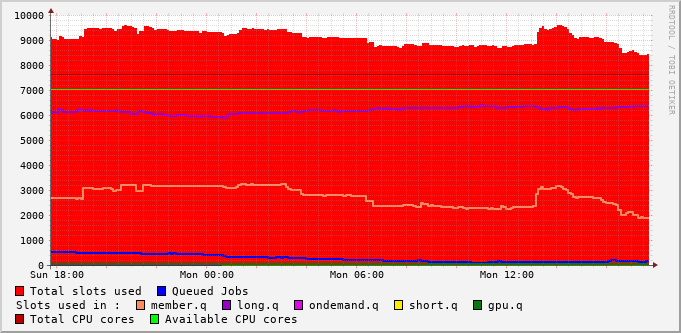 10000
9000
8000
7000
6000
5000
4000
3000
2000
1000
0
Sun 18:00 Mon 00:00 Mon 06:00 Mon 12:00
RRDTOOL / TOBI OETIKER
Total slots used Queued Jobs
Slots used in : member.q long.q ondemand.q short.q gpu.q
Total CPU cores Available CPU cores